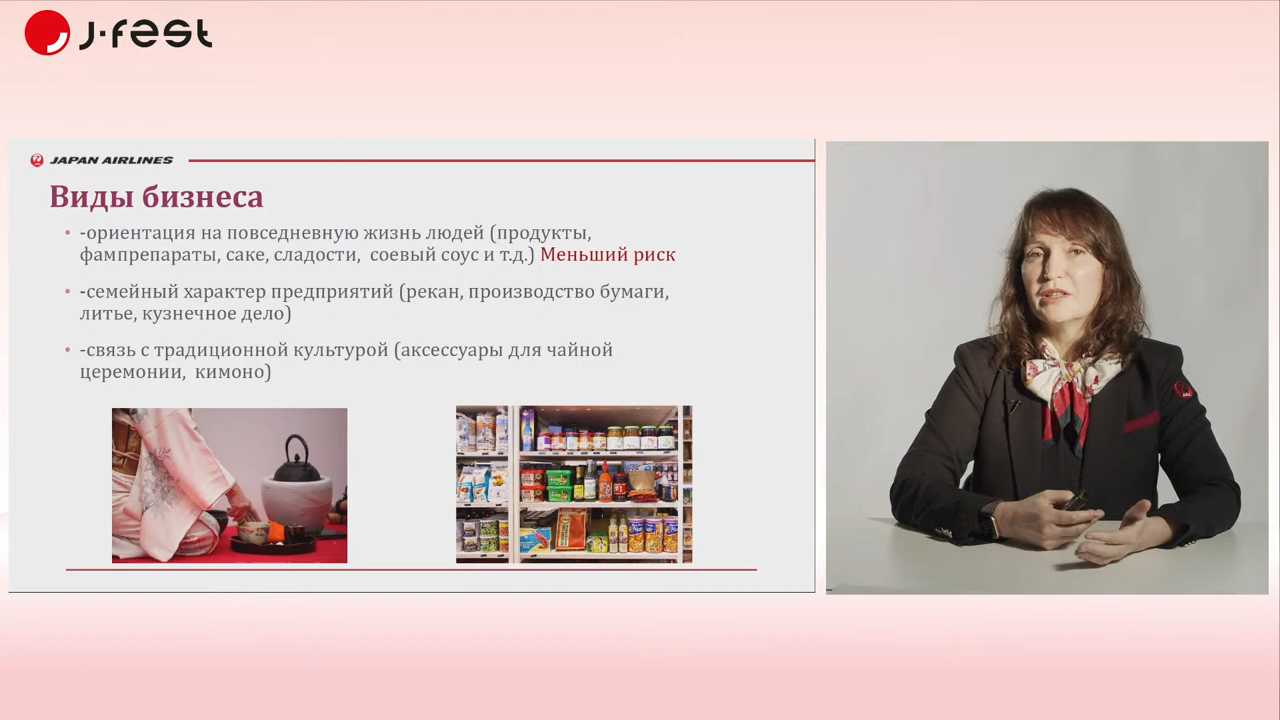 J-fest
JAPAN AIRLINES
Виды бизнеса
• -ориентация на повседневную жизнь людей (продукты,
фампрепараты, саке, сладости, соевый соус и т.д.) Меньший риск
• -семейный характер предприятий (рекан, производство бумаги,
литье, кузнечное дело)
• -связь с традиционной культурой (аксессуары для чайной
церемонии, кимоно)